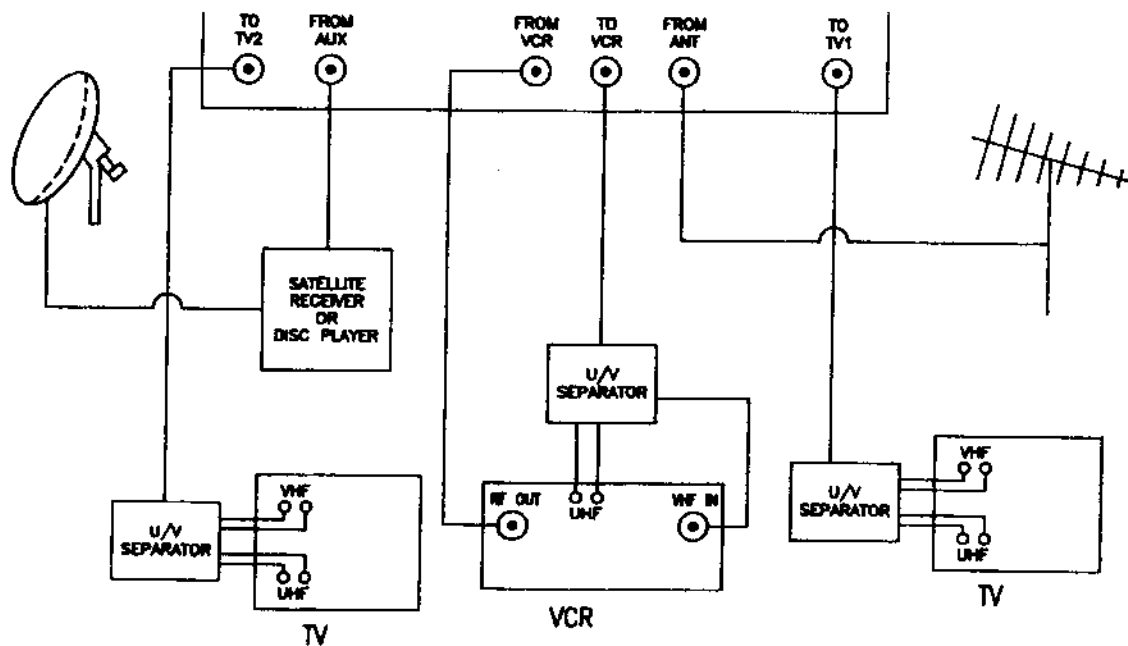 TO
TV2
FROM
AUX
FROM
VCR
TO
VCR
FROM
ANT
TO
TV1
SATELLITE
RECEIVER
OR
DISC PLAYER
U/V
SEPARATOR
U/V
SEPARATOR
VHF
UHF
TV
RF OUT
UHF
VHF IN
VCR
U/V
SEPARATOR
VHF
UHF
TV